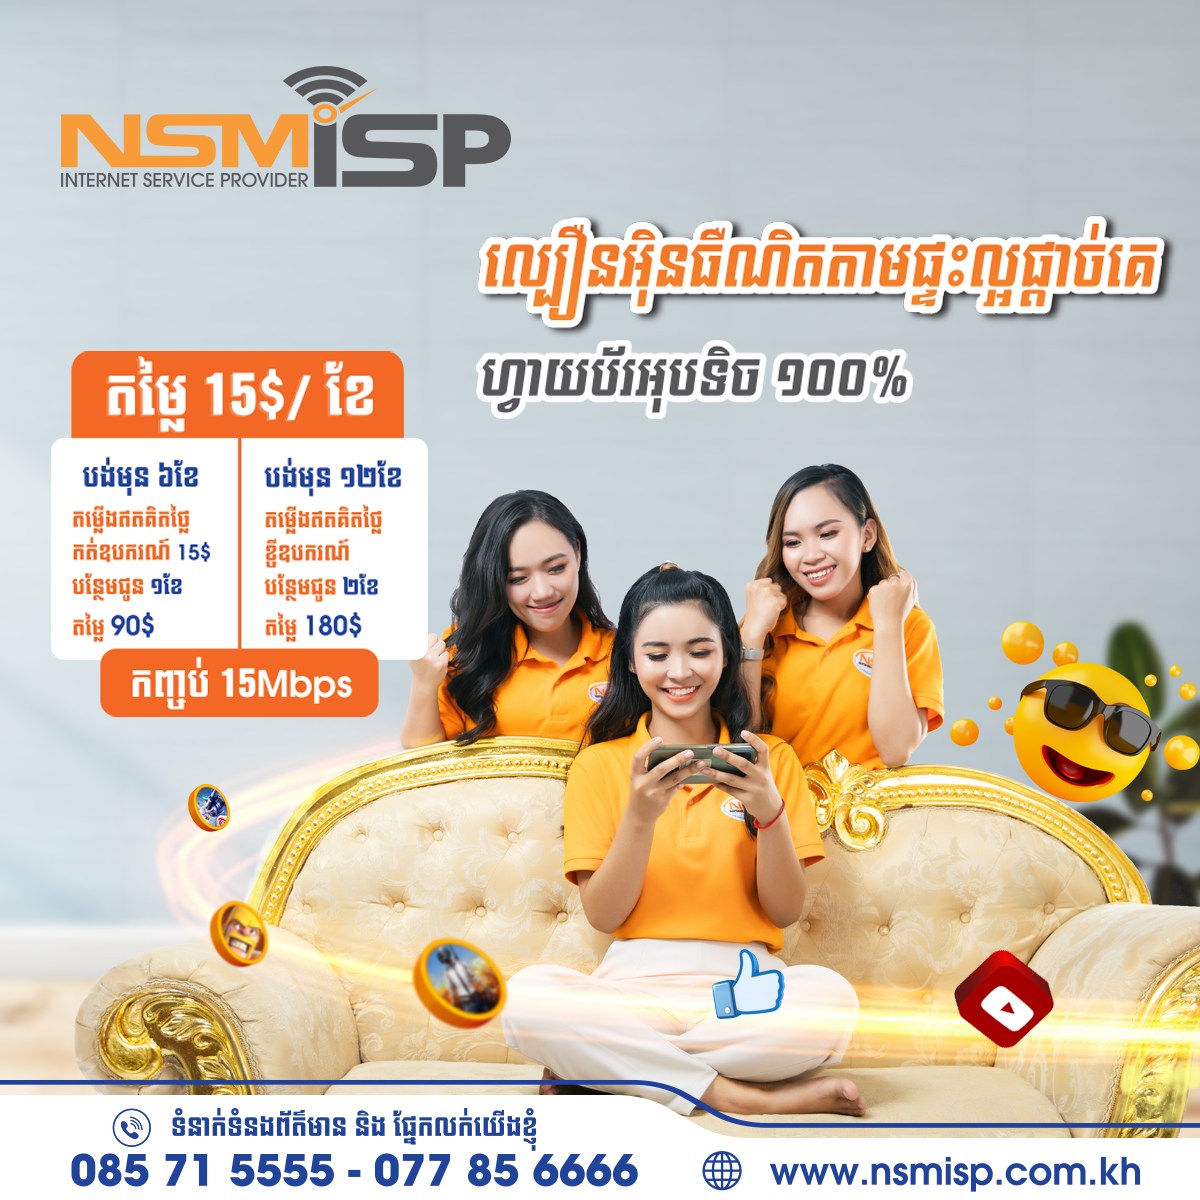 NSMiSP
INTERNET SERVICE PROVIDER
ល្បឿនអ៊ិនធឺណិតតាមផ្ទះល្អផ្ដាច់គេ
ហ្វាយប័រអុបទិច ១០០%
តម្លៃ 15$/ ខែ
បង់មុន ៦ខែ
តម្លើងឥតគិតថ្លៃ
កត់ឧបករណ៍ 15$
បន្ថែមជូន ១ខែ
តម្លៃ 90$
បង់មុន ១២ខែ
តម្លើងឥតគិតថ្លៃ
ខ្ចីឧបករណ៍
បន្ថែមជូន ២ខែ
តម្លៃ 180$
កញ្ចប់ 15Mbps
ទំនាក់ទំនងព័ត៌មាន និង ផ្នែកលក់យើងខ្ញុំ
085 71 5555 - 077 85 6666
www.nsmisp.com.kh